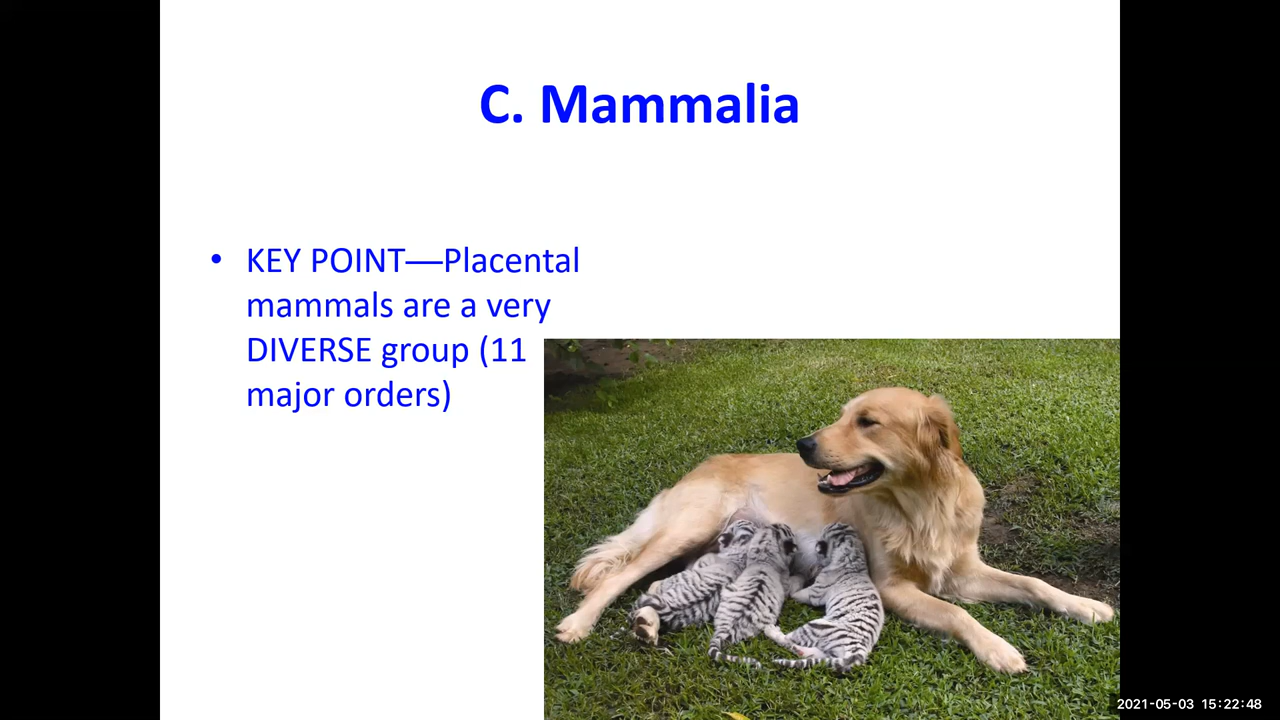 C. Mammalia
• KEY POINT—Placental
mammals are a very
DIVERSE group (11
major orders)
2021-05-03 15:22:48